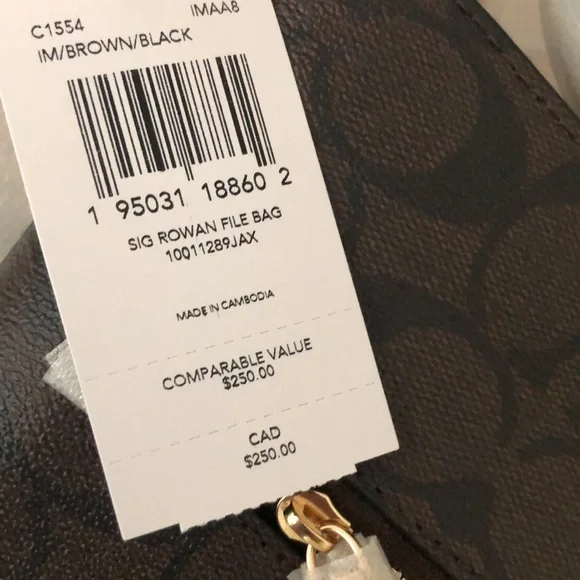 C1554 IMAA8
IM/BROWN/BLACK
1 95031 18860 2
SIG ROWAN FILE BAG
10011289JAX
MADE IN CAMBODIA
COMPARABLE VALUE
$250.00
CAD
$250.00